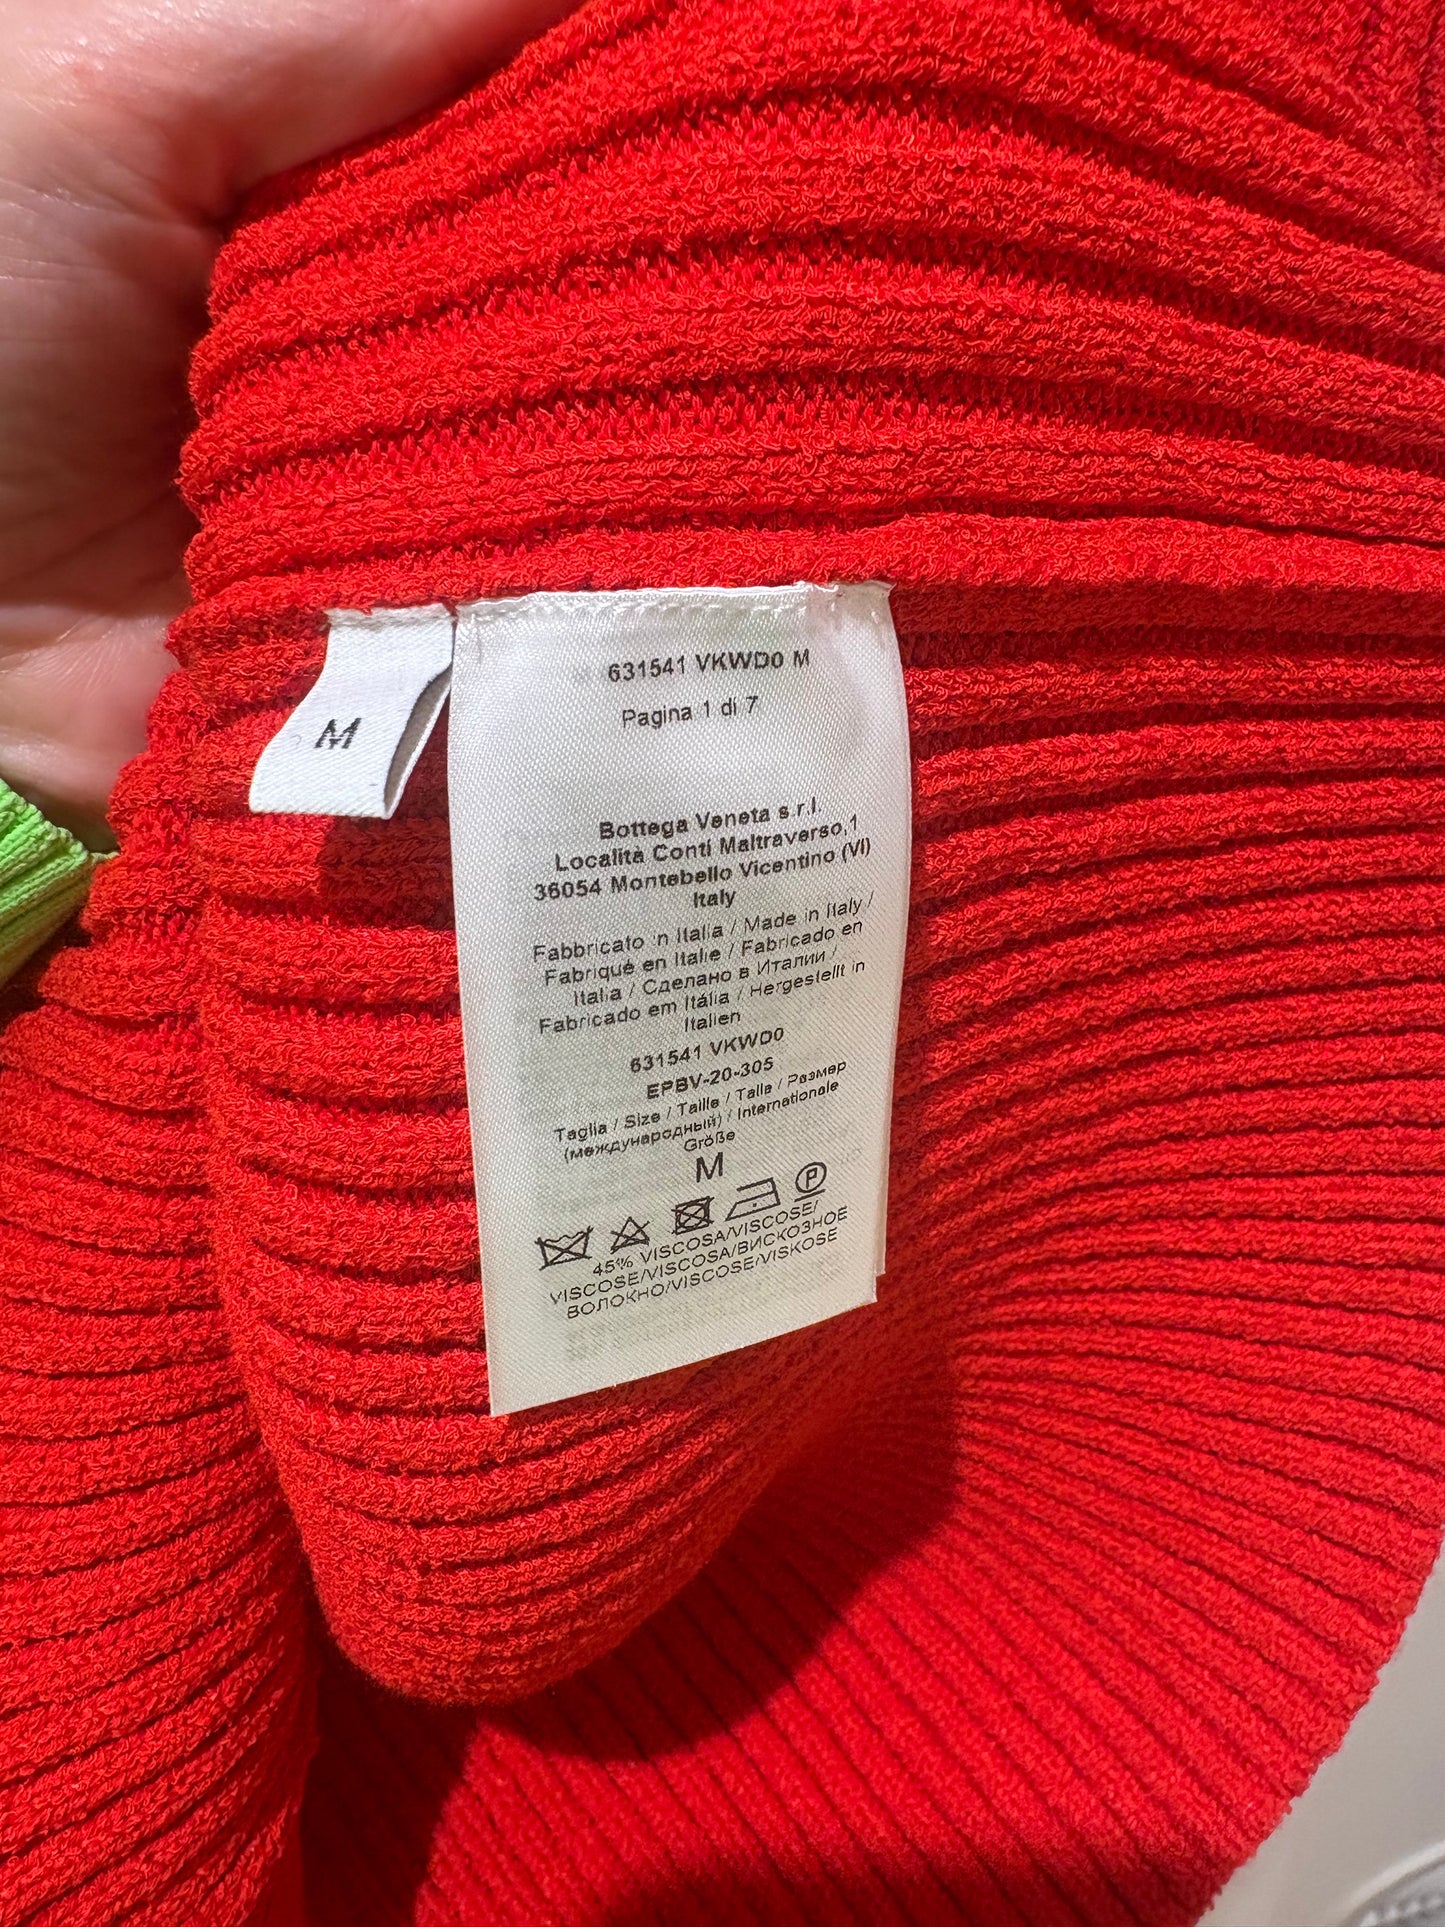 M
631541 VKWD0 M
Pagina 1 di 7
Bottega Veneta s.r.l.
Località Conti Maltraverso,1
36054 Montebello Vicentino (VI)
Italy
Fabbricato in Italia / Made in Italy /
Fabriqué en Italie / Fabricado en
Italia / Сделано в Италии /
Fabricado em Itália / Hergestellt in
Italien
631541 VKWD0
EPBV-20-305
Taglia / Size / Taille / Talla / Размер
(международный) / Internationale
Größe
M
P
45% VISCOSA/VISCOSE/
VISCOSE/VISCOSA/ВИСКОЗНОЕ
ВОЛОКНО/VISCOSE/VISKOSE